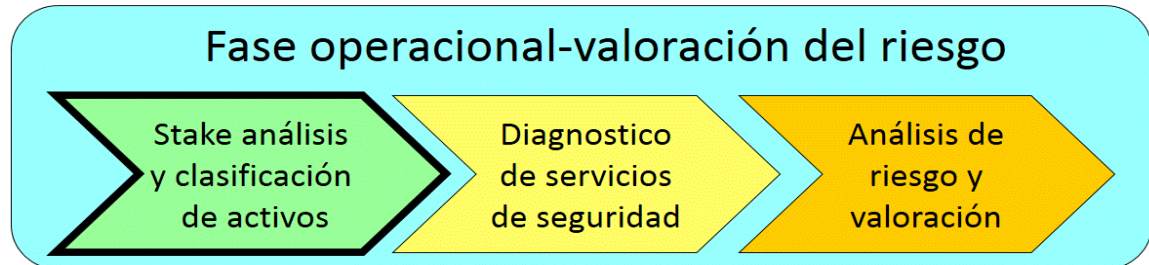 Fase operacional-valoración del riesgo
Stake análisis
y clasificación
de activos
Diagnostico
de servicios
de seguridad
Análisis de
riesgo y
valoración